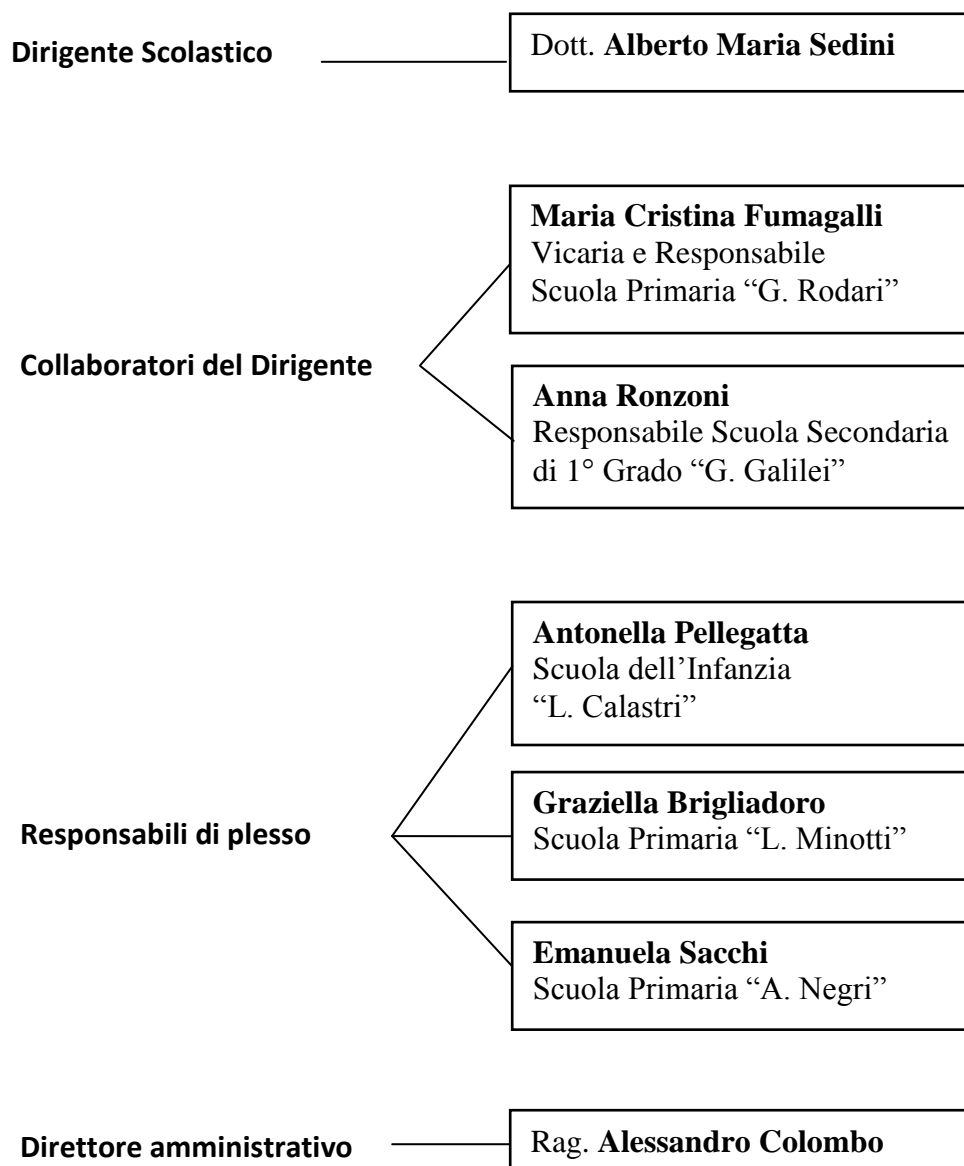 Dirigente Scolastico
Dott. Alberto Maria Sedini
Collaboratori del Dirigente
Maria Cristina Fumagalli
Vicaria e Responsabile
Scuola Primaria “G. Rodari”
Anna Ronzoni
Responsabile Scuola Secondaria
di 1° Grado “G. Galilei”
Responsabili di plesso
Antonella Pellegatta
Scuola dell’Infanzia
“L. Calastri”
Graziella Brigliadoro
Scuola Primaria “L. Minotti”
Emanuela Sacchi
Scuola Primaria “A. Negri”
Direttore amministrativo
Rag. Alessandro Colombo